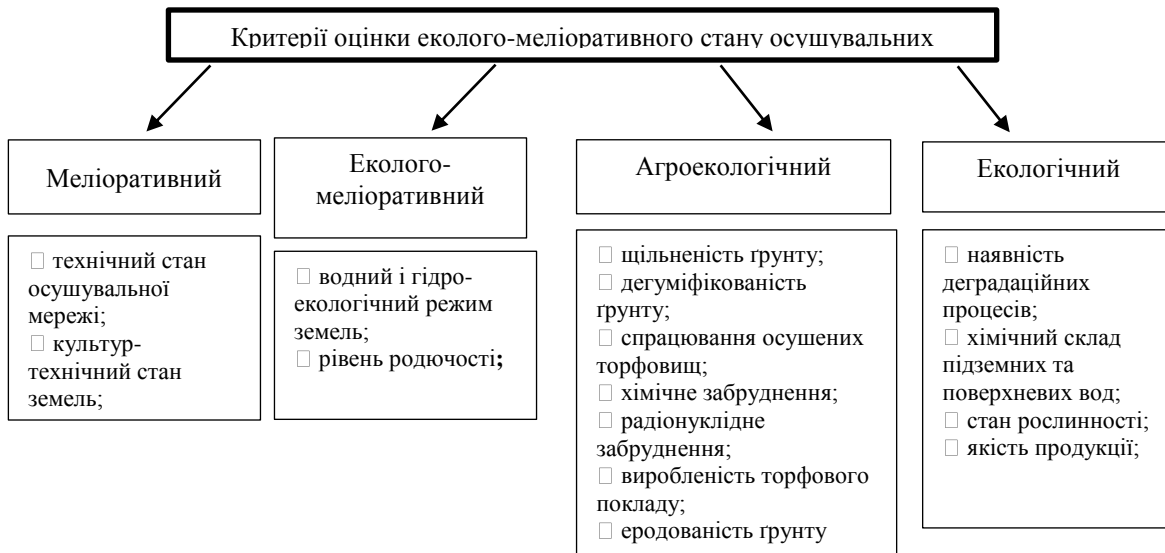 Критерії оцінки еколого-меліоративного стану осушувальних
Меліоративний
Еколого-
меліоративний
Агроекологічний
Екологічний
□ технічний стан
осушувальної
мережі;
□ культур-
технічний стан
земель;
□ водний і гідро-
екологічний режим
земель;
□ рівень родючості;
□ щільненість ґрунту;
□ дегуміфікованість
ґрунту;
□ спрацювання осушених
торфовищ;
□ хімічне забруднення;
□ радіонуклідне
забруднення;
□ виробленість торфового
покладу;
□ еродованість ґрунту
□ наявність
деградаційних
процесів;
□ хімічний склад
підземних та
поверхневих вод;
□ стан рослинності;
□ якість продукції;